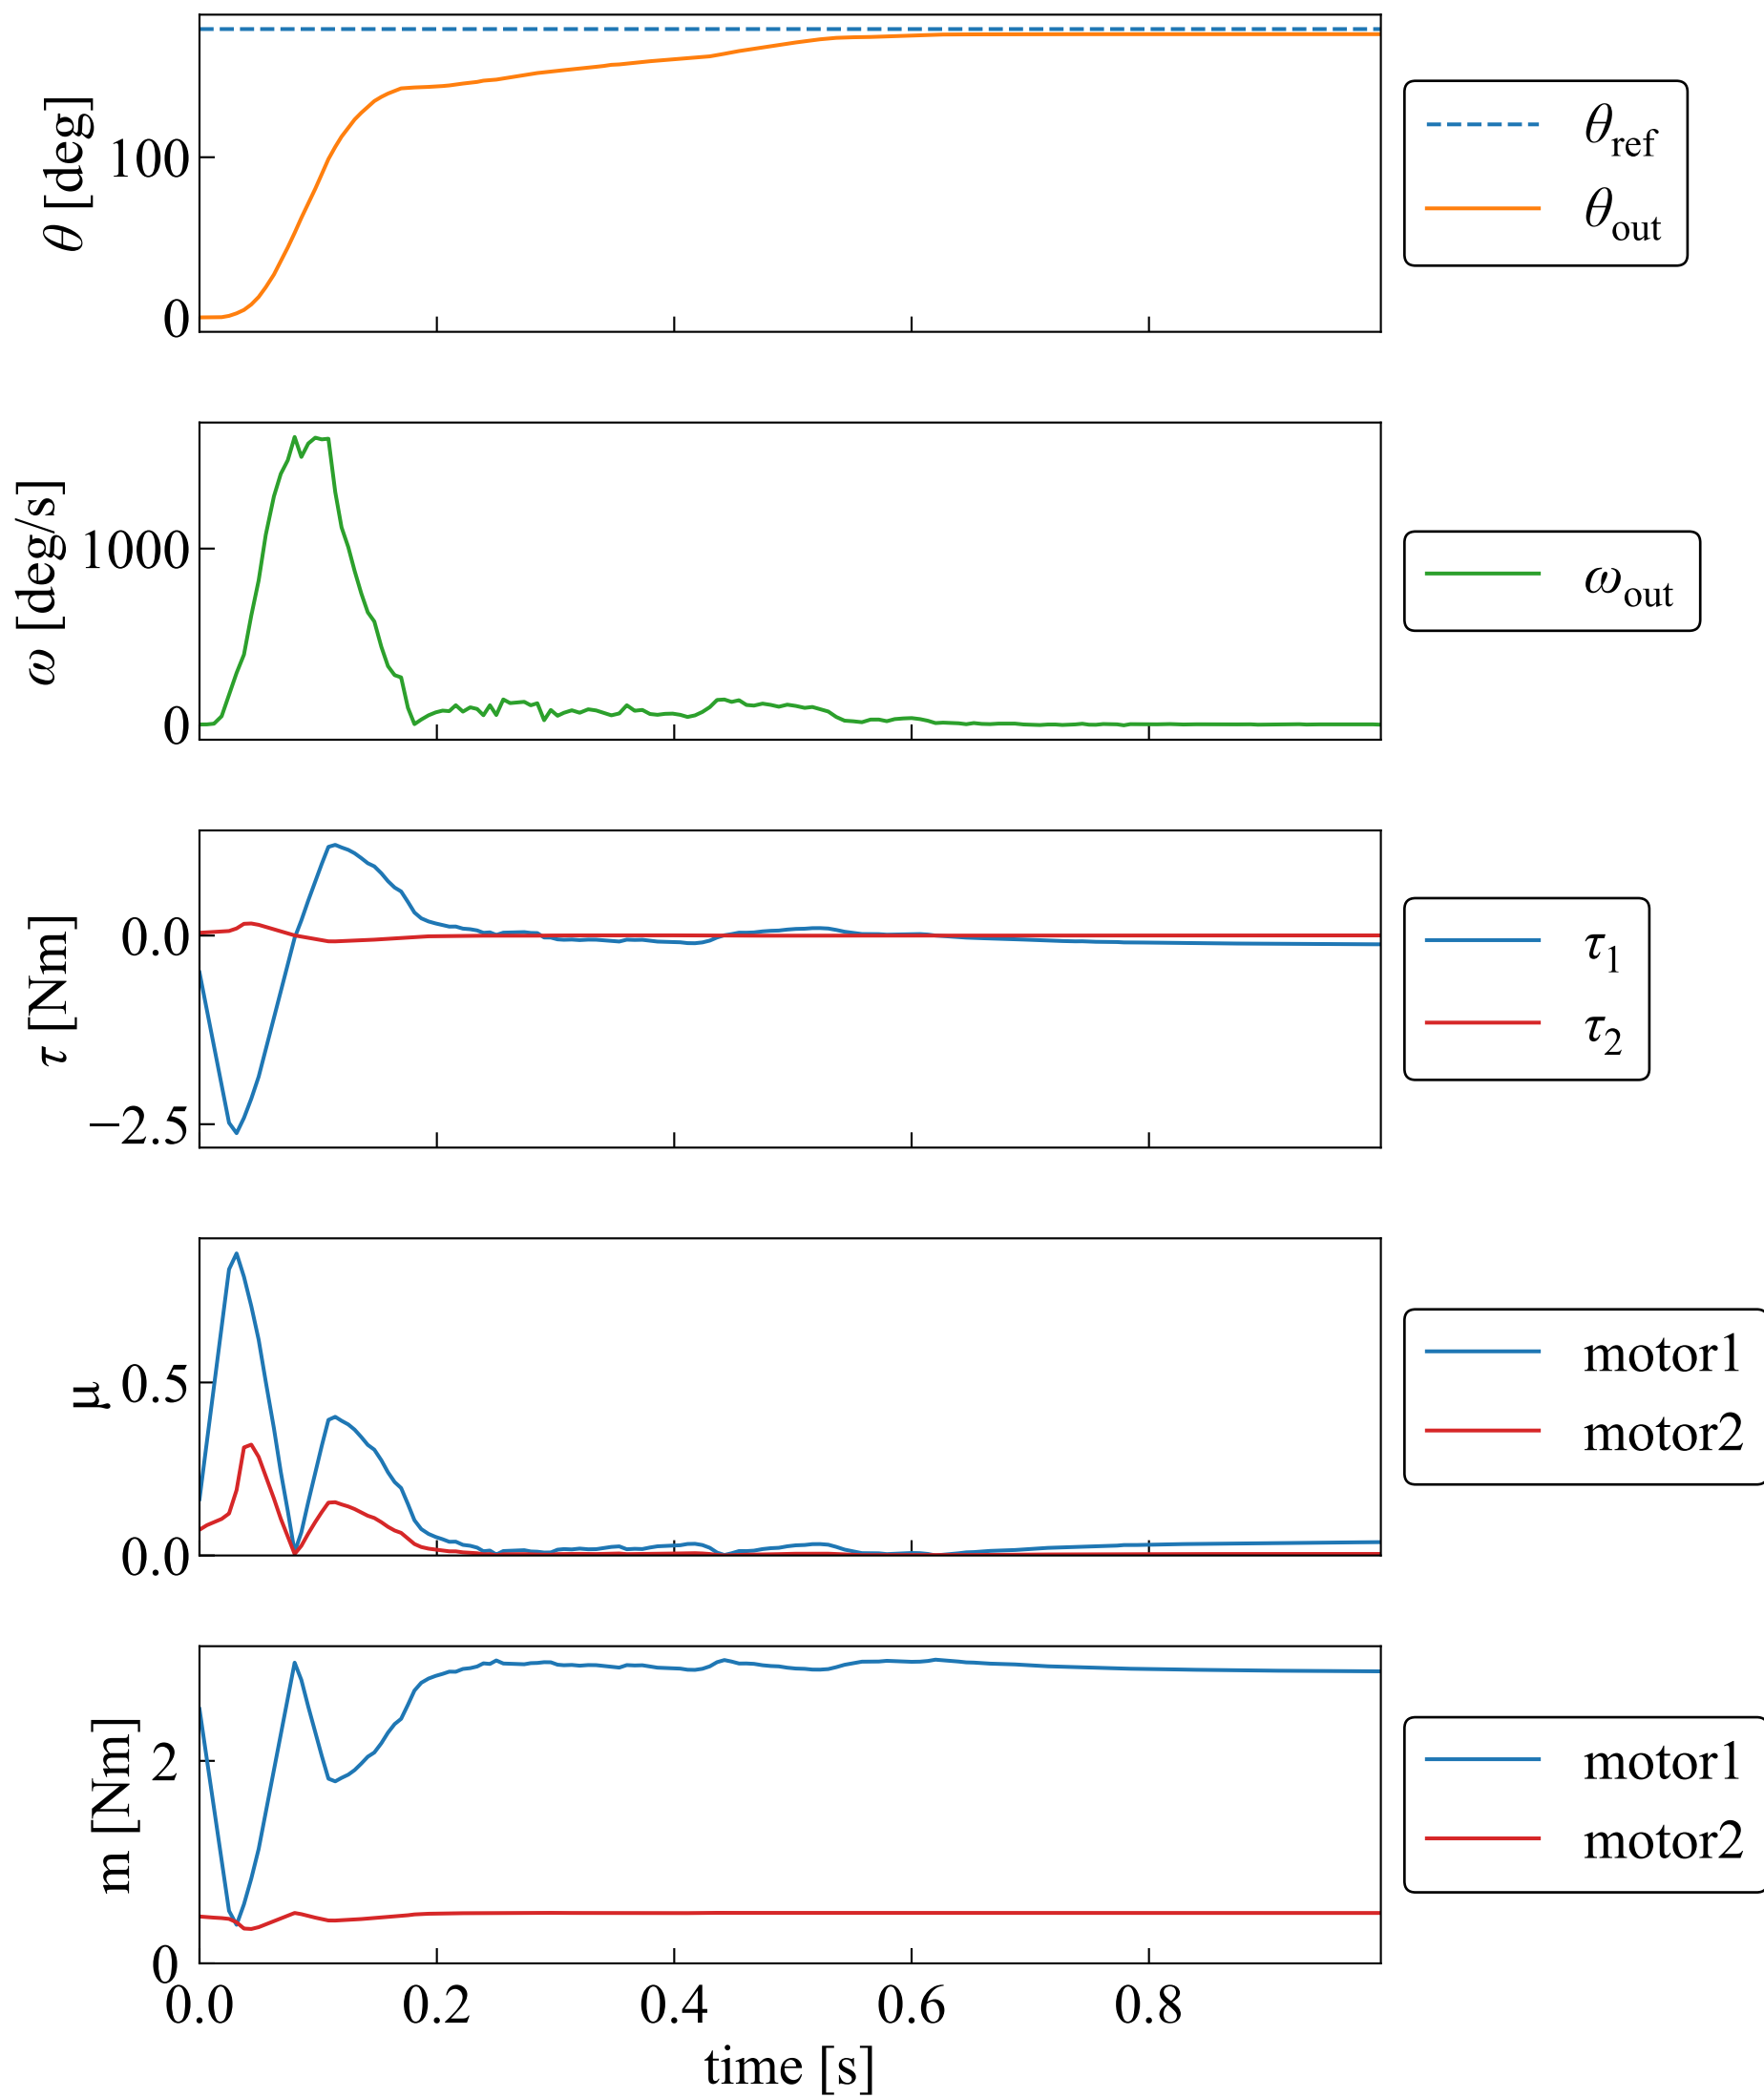 θ [deg]
100
0
θref
θout
ω [deg/s]
1000
0
ωout
τ [Nm]
0.0
−2.5
τ1
τ2
μ
0.5
0.0
motor1
motor2
m [Nm]
2
0
motor1
motor2
0.0 0.2 0.4 0.6 0.8
time [s]